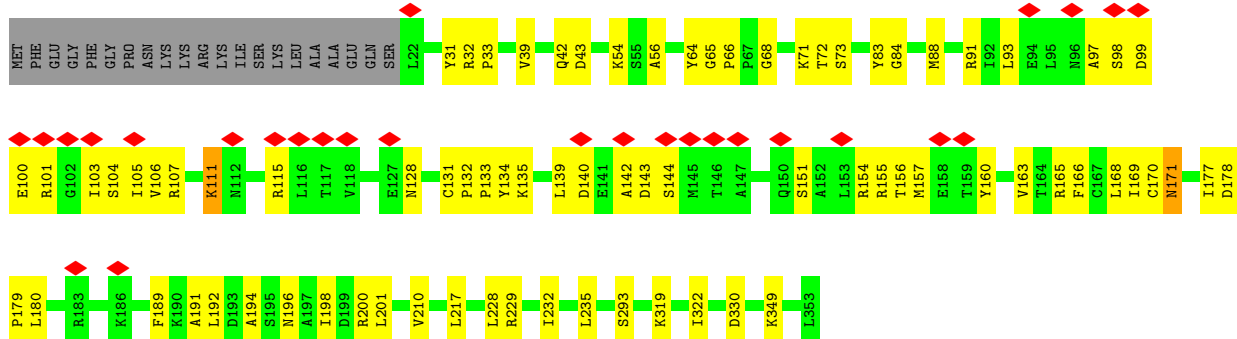 MET PHE GLU GLY GLY PHE GLY PRO ASN LYS LYS ARG LYS ILE SER LYS LEU ALA ALA GLU GLN SER L22 Y31 R32 P33 V39 Q42 D43 K54 S55 A56 Y64 G65 P66 P67 G68 K71 T72 S73 Y83 G84 M88 R91 I92 L93 E94 L95 N96 A97 S98 D99
E100 R101 G102 I103 S104 I105 V106 R107 K111 N112 R115 L116 T117 V118 E127 N128 C131 P132 P133 Y134 K135 L139 D140 E141 A142 D143 S144 M145 T146 A147 Q150 S151 A152 L153 R154 R155 T156 M157 E158 T159 Y160 V163 T164 R165 F166 C167 L168 I169 C170 N171 I177 D178
P179 L180 R183 K186 F189 K190 A191 L192 D193 A194 S195 N196 A197 I198 D199 R200 L201 V210 L217 L228 R229 I232 L235 S293 K319 I322 D330 K349 L353